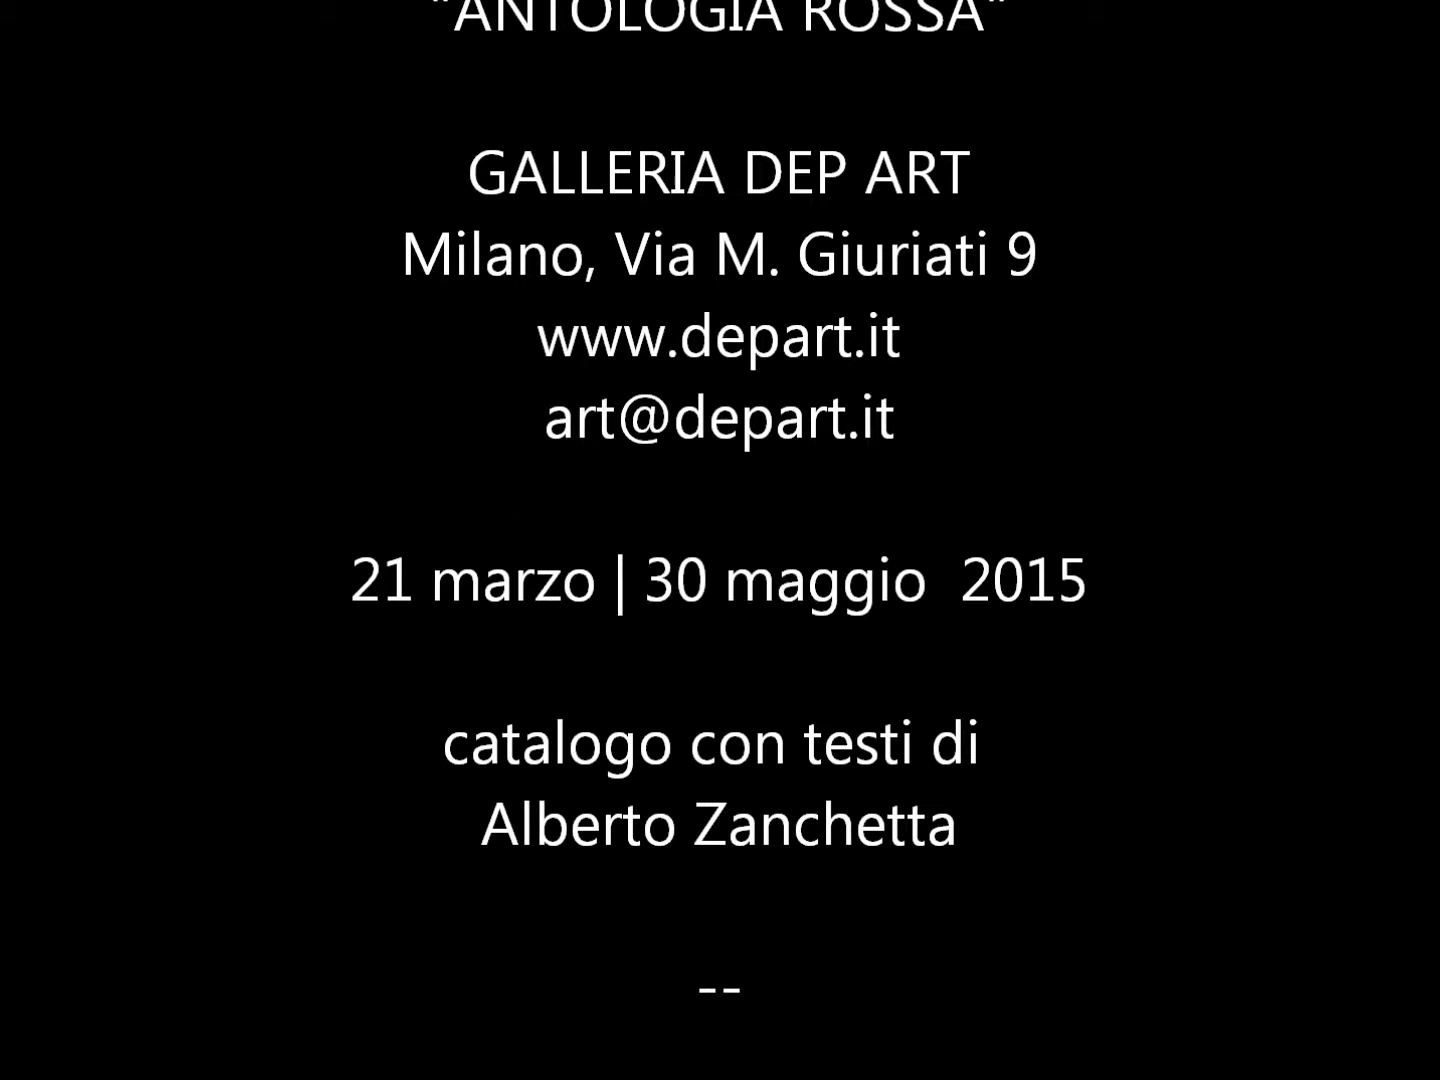 "ANTOLOGIA ROSSA"
GALLERIA DEP ART
Milano, Via M. Giuriati 9
www.depart.it
art@depart.it
21 marzo | 30 maggio  2015
catalogo con testi di
Alberto Zanchetta
--